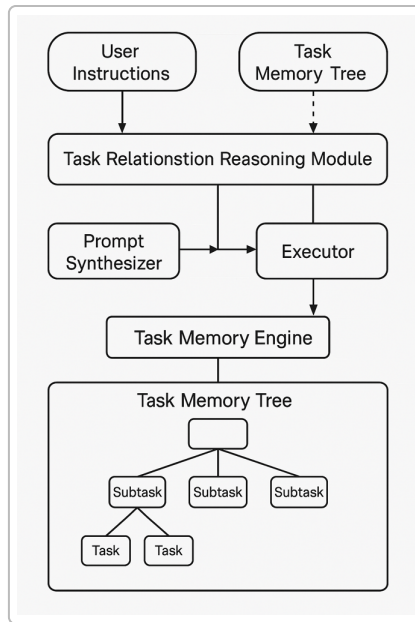 User
Instructions
Task
Memory Tree
Task Relationstion Reasoning Module
Prompt
Synthesizer
Executor
Task Memory Engine
Task Memory Tree
Subtask
Subtask
Subtask
Task
Task